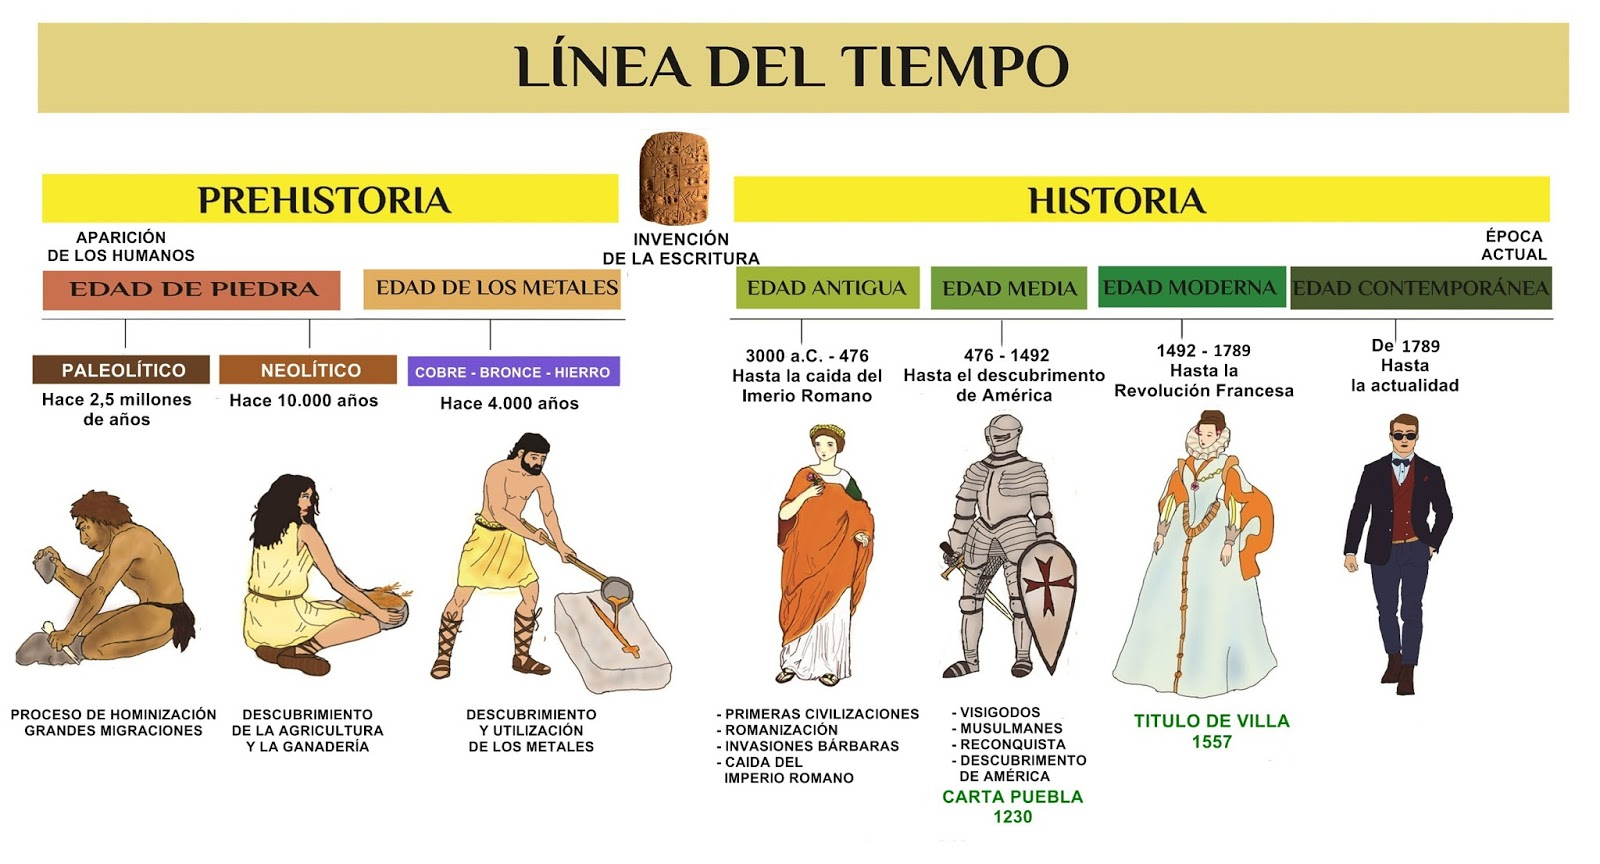 LÍNEA DEL TIEMPO
PREHISTORIA
HISTORIA
APARICIÓN
DE LOS HUMANOS
INVENCIÓN
DE LA ESCRITURA
ÉPOCA
ACTUAL
EDAD DE PIEDRA
EDAD DE LOS METALES
EDAD ANTIGUA
EDAD MEDIA
EDAD MODERNA
EDAD CONTEMPORÁNEA
PALEOLÍTICO
Hace 2,5 millones
de años
NEOLÍTICO
Hace 10.000 años
COBRE - BRONCE - HIERRO
Hace 4.000 años
3000 a.C. - 476
Hasta la caida del
Imerio Romano
476 - 1492
Hasta el descubrimento
de América
1492 - 1789
Hasta la
Revolución Francesa
De 1789
Hasta
la actualidad
PROCESO DE HOMINIZACIÓN
GRANDES MIGRACIONES
DESCUBRIMIENTO
DE LA AGRICULTURA
Y LA GANADERÍA
DESCUBRIMIENTO
Y UTILIZACIÓN
DE LOS METALES
- PRIMERAS CIVILIZACIONES
- ROMANIZACIÓN
- INVASIONES BÁRBARAS
- CAIDA DEL
IMPERIO ROMANO
- VISIGODOS
- MUSULMANES
- RECONQUISTA
- DESCUBRIMENTO
DE AMÉRICA
CARTA PUEBLA
1230
TITULO DE VILLA
1557